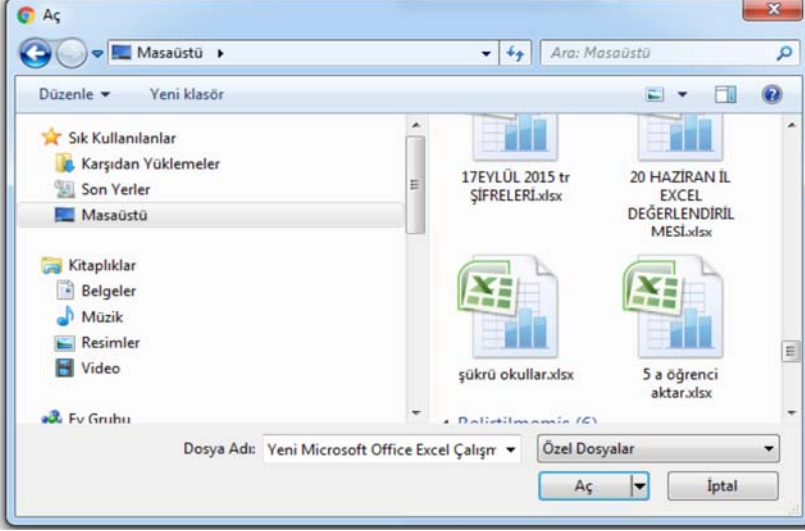 Aç
Masaüstü
Ara: Masaüstü
Düzenle
Yeni klasör
Sık Kullanılanlar
Karşıdan Yüklemeler
Son Yerler
Masaüstü
Kitaplıklar
Belgeler
Müzik
Resimler
Video
Ev Grubu
17EYLÜL 2015 tr
ŞİFRELERİ.xlsx
20 HAZİRAN İL
EXCEL
DEĞERLENDİRİL
MESİ.xlsx
şükrü okullar.xlsx
5 a öğrenci
aktar.xlsx
Belirtilmemiş (6)
Dosya Adı:
Yeni Microsoft Office Excel Çalışm
Özel Dosyalar
Aç
İptal